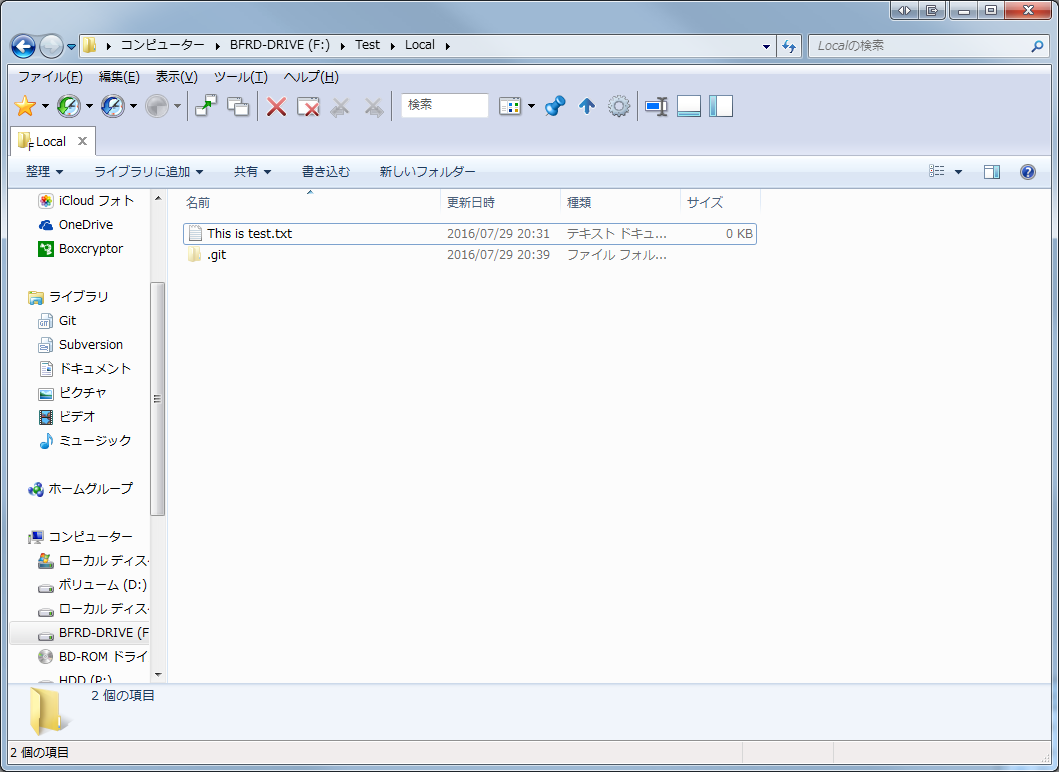 コンピューター ▸ BFRD-DRIVE (F:) ▸ Test ▸ Local ▸
Localの検索
ファイル(F) 編集(E) 表示(V) ツール(T) ヘルプ(H)
検索
Local
整理 ライブラリに追加 共有 書き込む 新しいフォルダー
iCloud フォト
OneDrive
Boxcryptor
ライブラリ
Git
Subversion
ドキュメント
ピクチャ
ビデオ
ミュージック
ホームグループ
コンピューター
ローカル ディス
ボリューム (D:)
ローカル ディス
BFRD-DRIVE (F
BD-ROM ドライ
HDD (P:)
名前 更新日時 種類 サイズ
This is test.txt 2016/07/29 20:31 テキスト ドキュ... 0 KB
.git 2016/07/29 20:39 ファイル フォル...
2 個の項目
2 個の項目